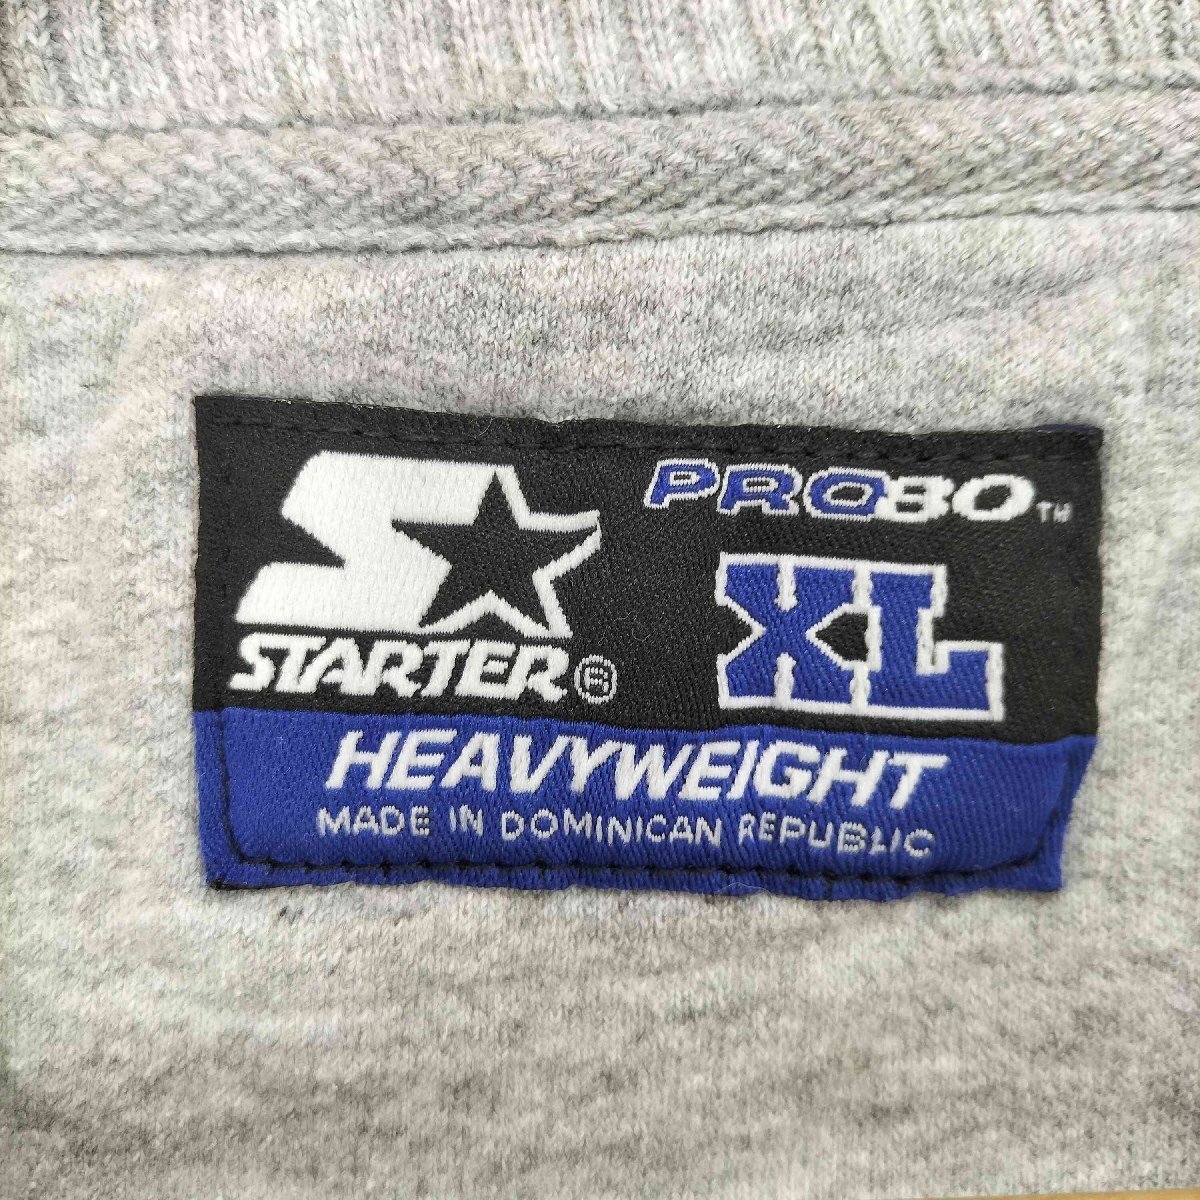 PRO80™
XL
STARTER®
HEAVYWEIGHT
MADE IN DOMINICAN REPUBLIC